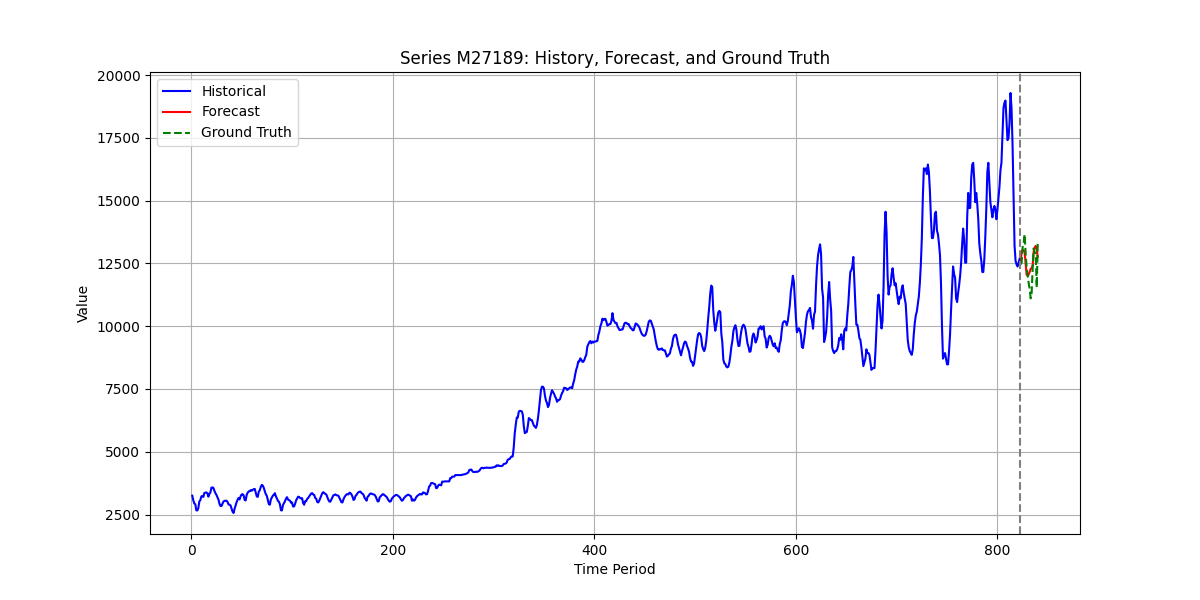 Series M27189: History, Forecast, and Ground Truth
Historical
Forecast
Ground Truth
20000
17500
15000
12500
10000
7500
5000
2500
Value
0
200
400
600
800
Time Period